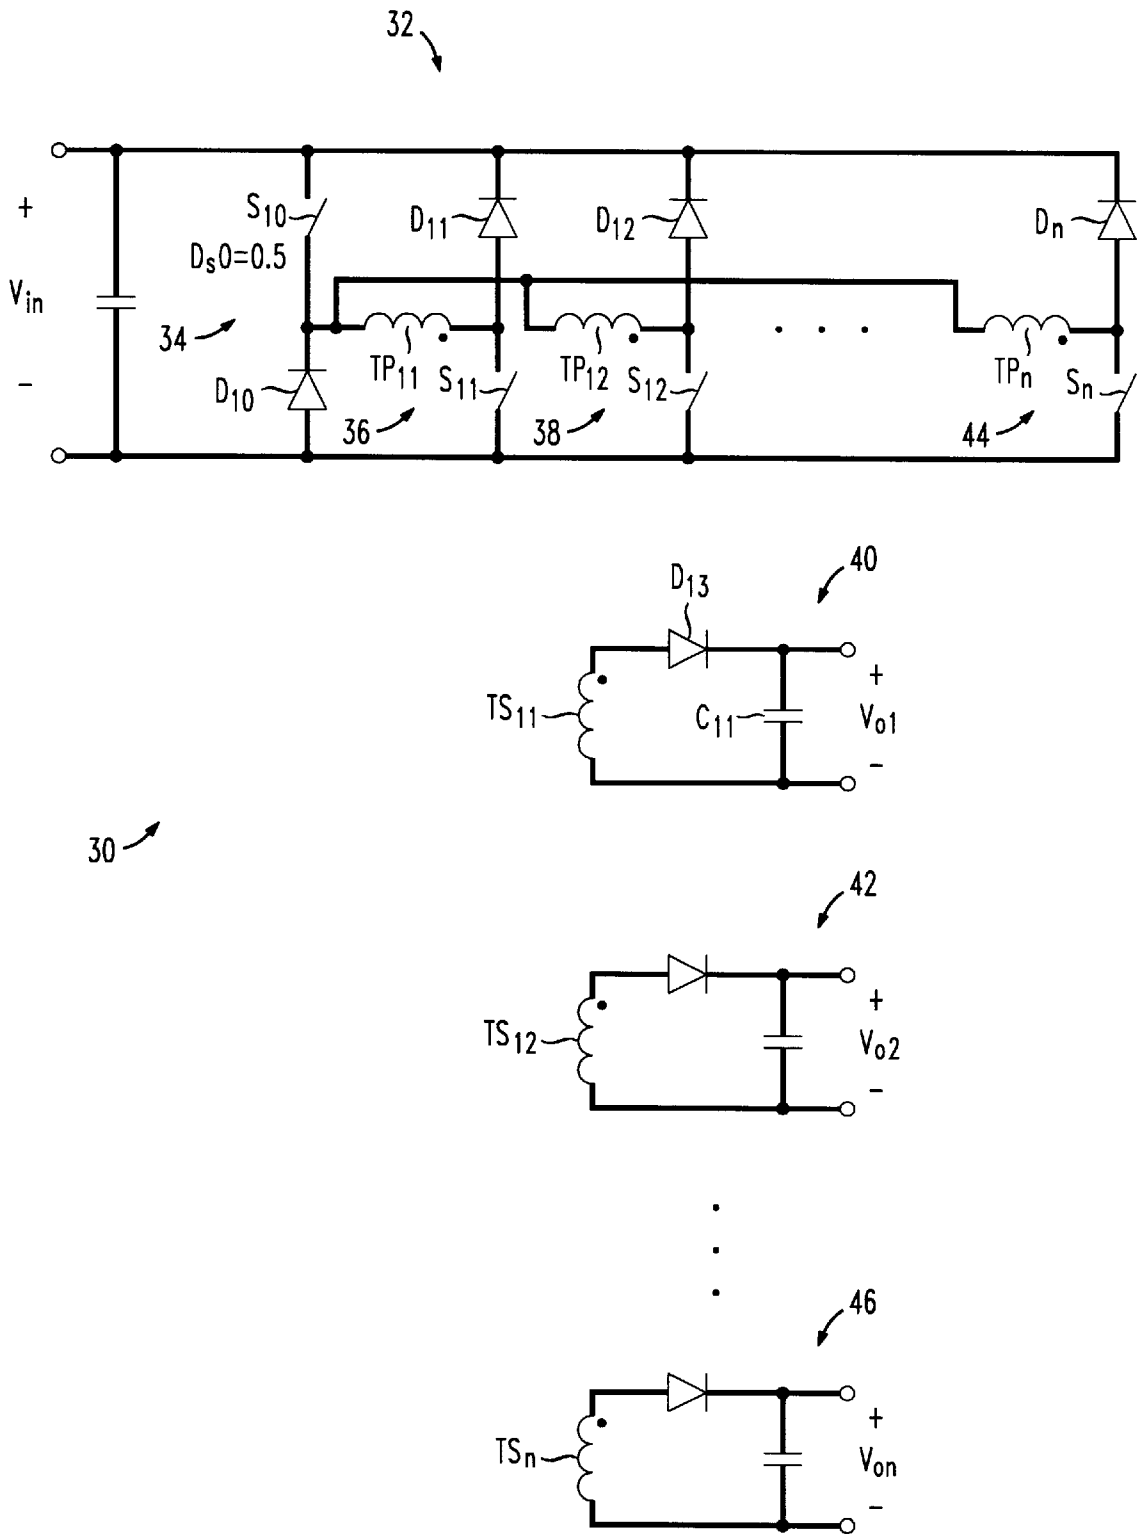 32
+
S10
D11
D12
Dn
Ds0=0.5
Vin
34
TP11
TP12
. . .
TPn
−
D10
S11
S12
Sn
36
38
44
40
D13
+
TS11
C11
Vo1
−
30
42
+
TS12
Vo2
−
46
+
TSn
Von
−